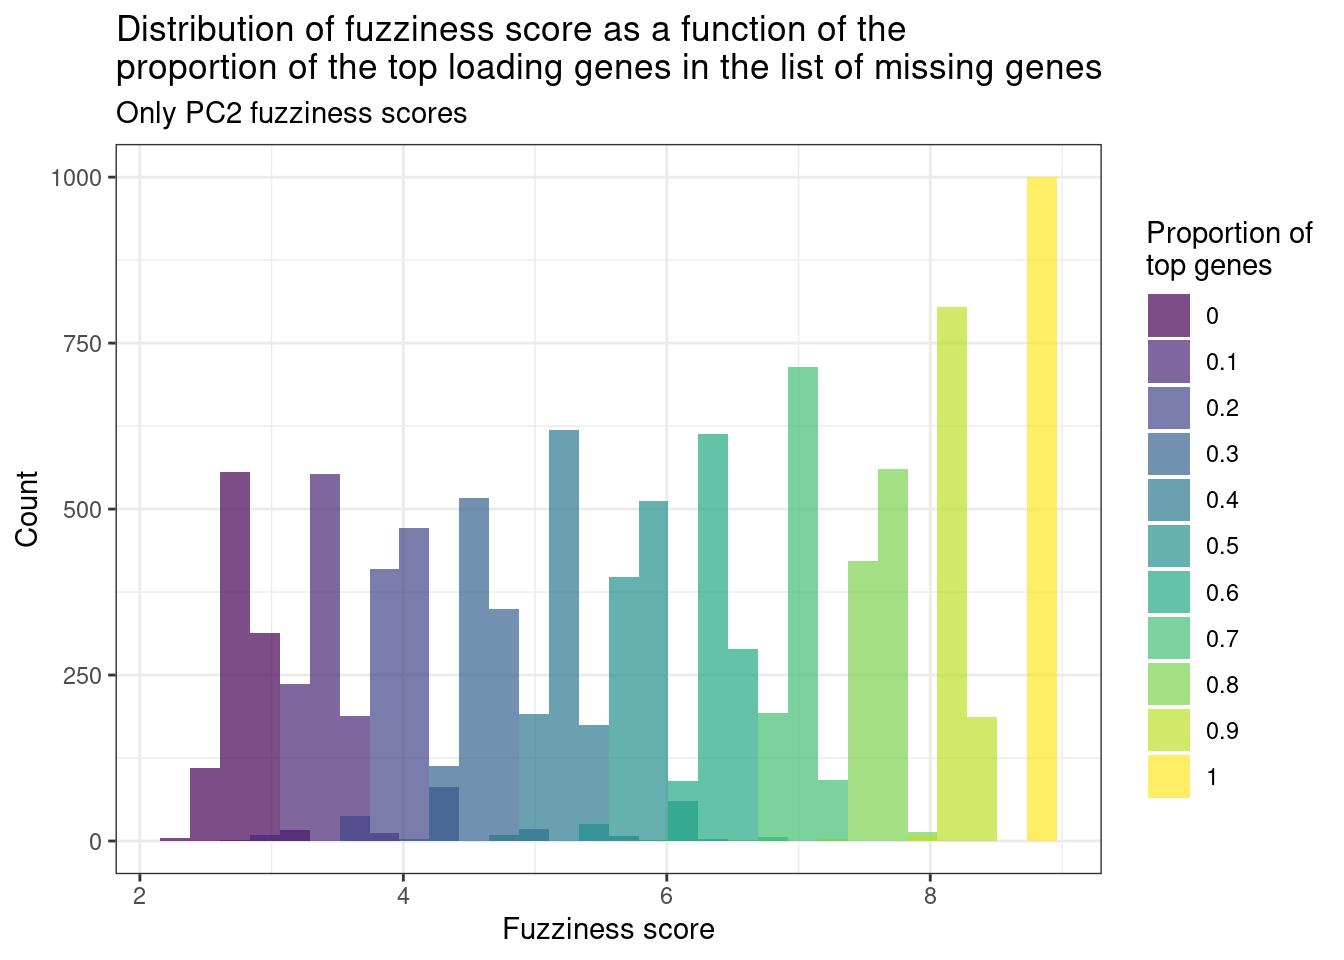 Distribution of fuzziness score as a function of the
proportion of the top loading genes in the list of missing genes
Only PC2 fuzziness scores
1000
750
500
250
0
Count
2
4
6
8
Fuzziness score
Proportion of
top genes
0
0.1
0.2
0.3
0.4
0.5
0.6
0.7
0.8
0.9
1